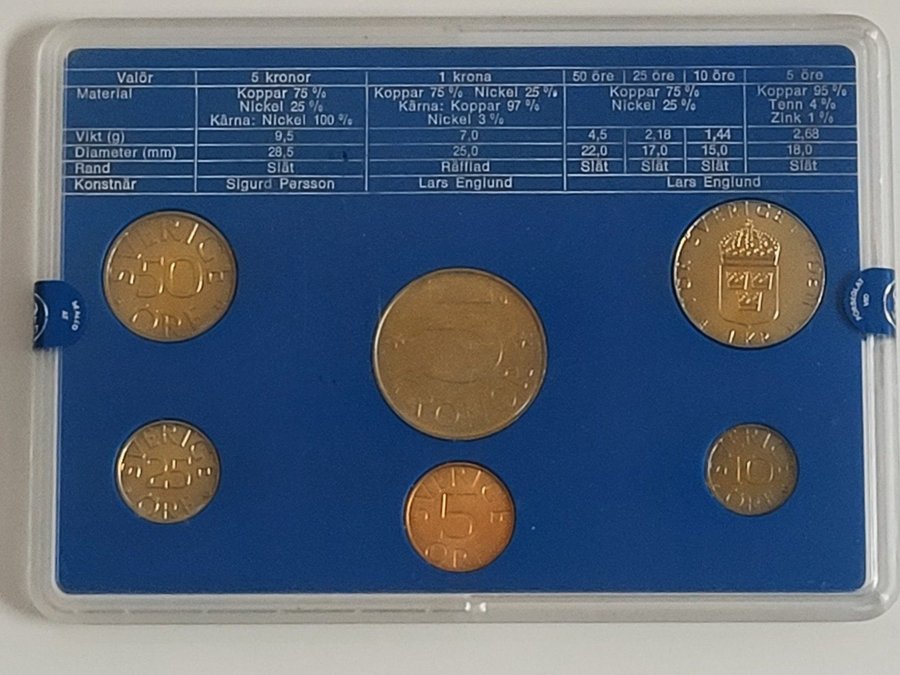 Valör 5 kronor 1 krona 50 öre 25 öre 10 öre 5 öre
Material Koppar 75 % Koppar 75 % Nickel 25 % Koppar 75 % Koppar 95 %
Nickel 25 % Kärna: Koppar 97 % Nickel 25 % Tenn 4 %
Kärna: Nickel 100 % Nickel 3 % Zink 1 %
Vikt (g) 9,5 7,0 4,5 2,18 1,44 2,68
Diameter (mm) 28,5 25,0 22,0 17,0 15,0 18,0
Rand Slät Räfflad Slät Slät Slät Slät
Konstnär Sigurd Persson Lars Englund Lars Englund
SVERIGE
50
ÖRE
SVERIGE
1 KR
SVERIGE
25
ÖRE
SVERIGE
5
ÖRE
SVERIGE
10
ÖRE